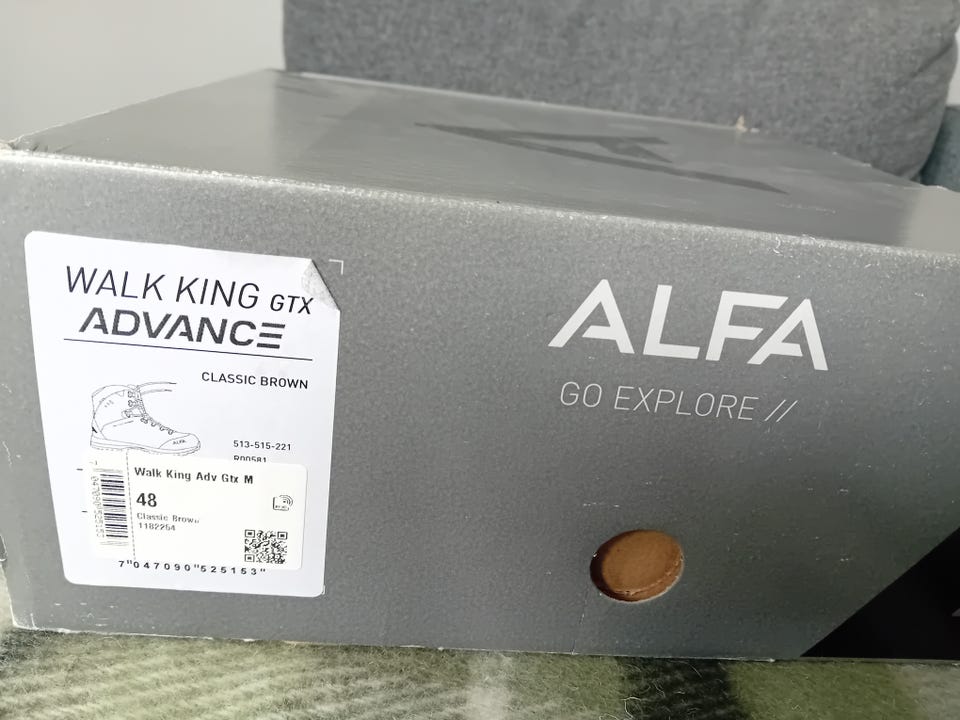 WALK KING GTX
ADVANCE
CLASSIC BROWN
ALFA
513-515-221
R00581
Walk King Adv Gtx M
48
Classic Brown
1182254
7"047090"525153"
ALFA
GO EXPLORE //